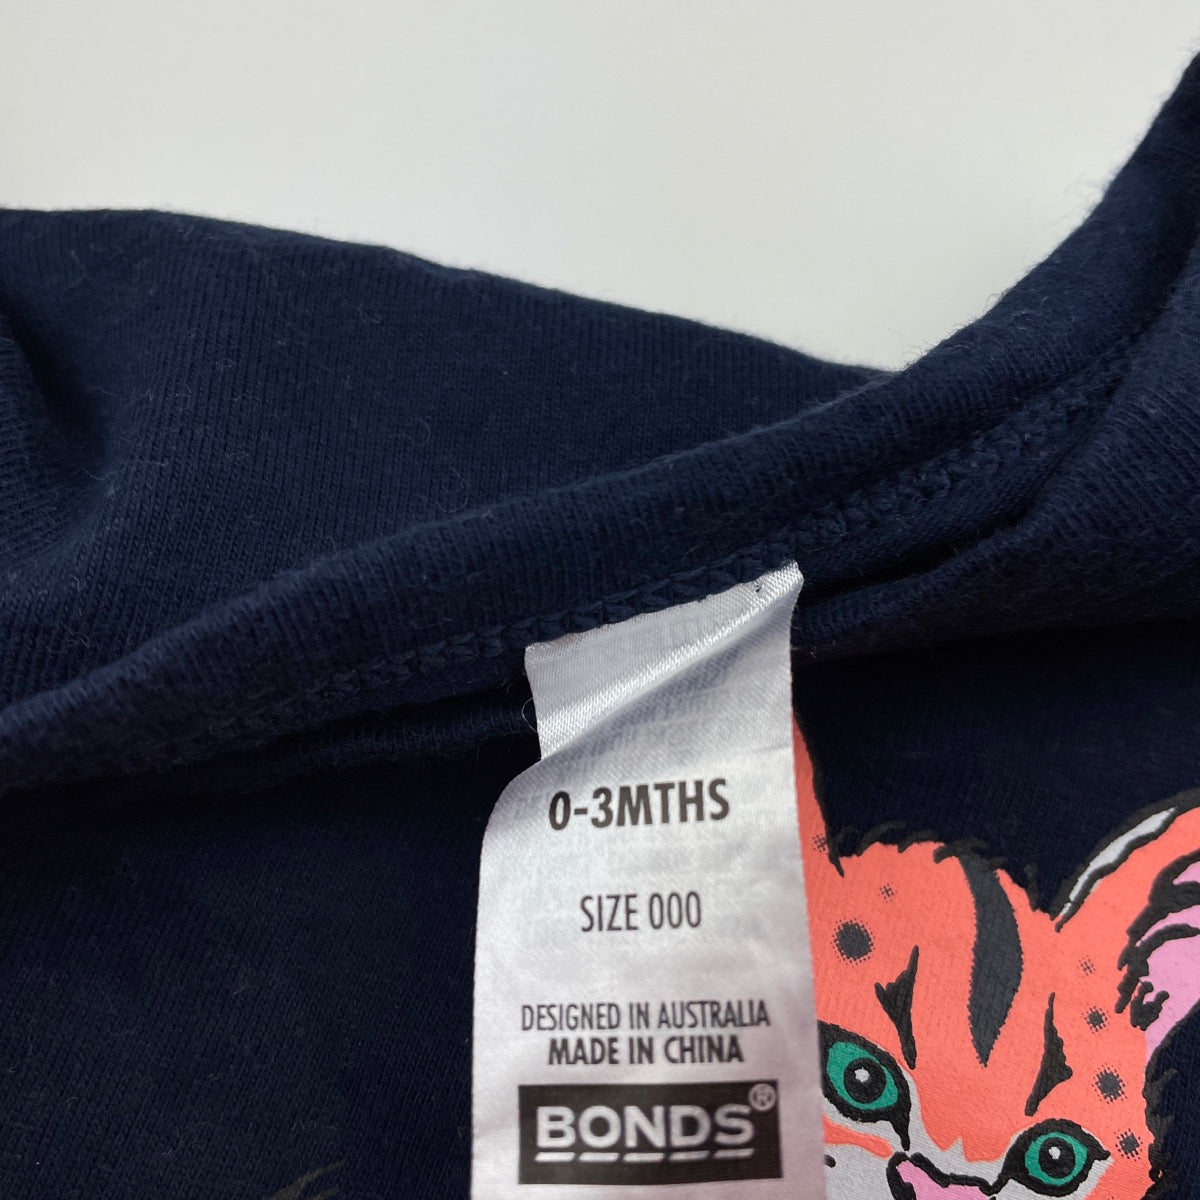 0-3MTHS
SIZE 000
DESIGNED IN AUSTRALIA
MADE IN CHINA
BONDS®